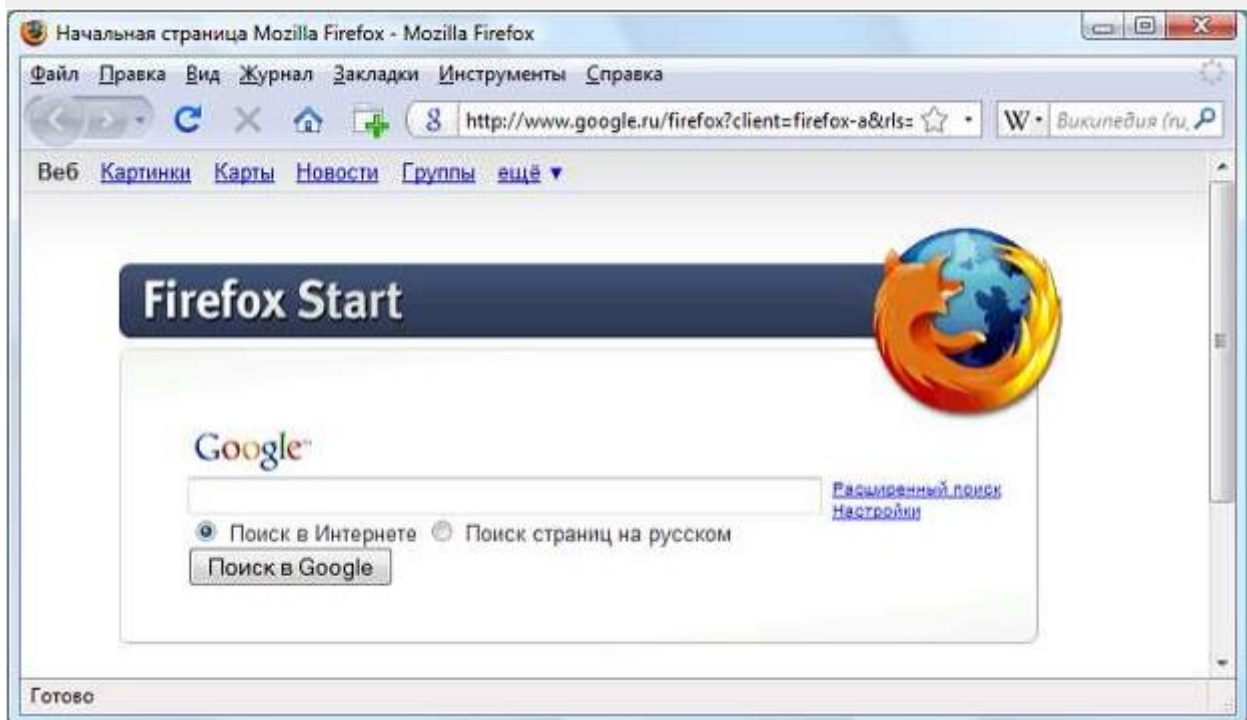 Начальная страница Mozilla Firefox - Mozilla Firefox
Файл Правка Вид Журнал Закладки Инструменты Справка
8 http://www.google.ru/firefox?client=firefox-a&rls= W Википедия (ru,
Веб Картинки Карты Новости Группы ещё ▼
Firefox Start
Google™
Расширенный поиск
Настройки
Поиск в Интернете Поиск страниц на русском
Поиск в Google
Готово